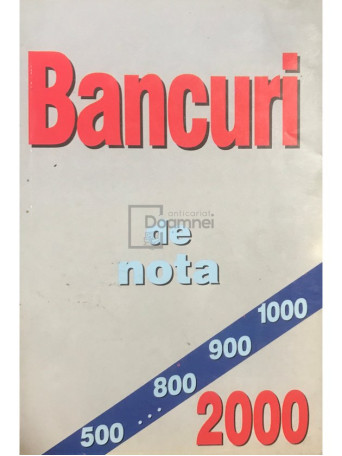 Bancuri
anticariat
Doamnei
de
nota
1000
900
800
500 ...
2000